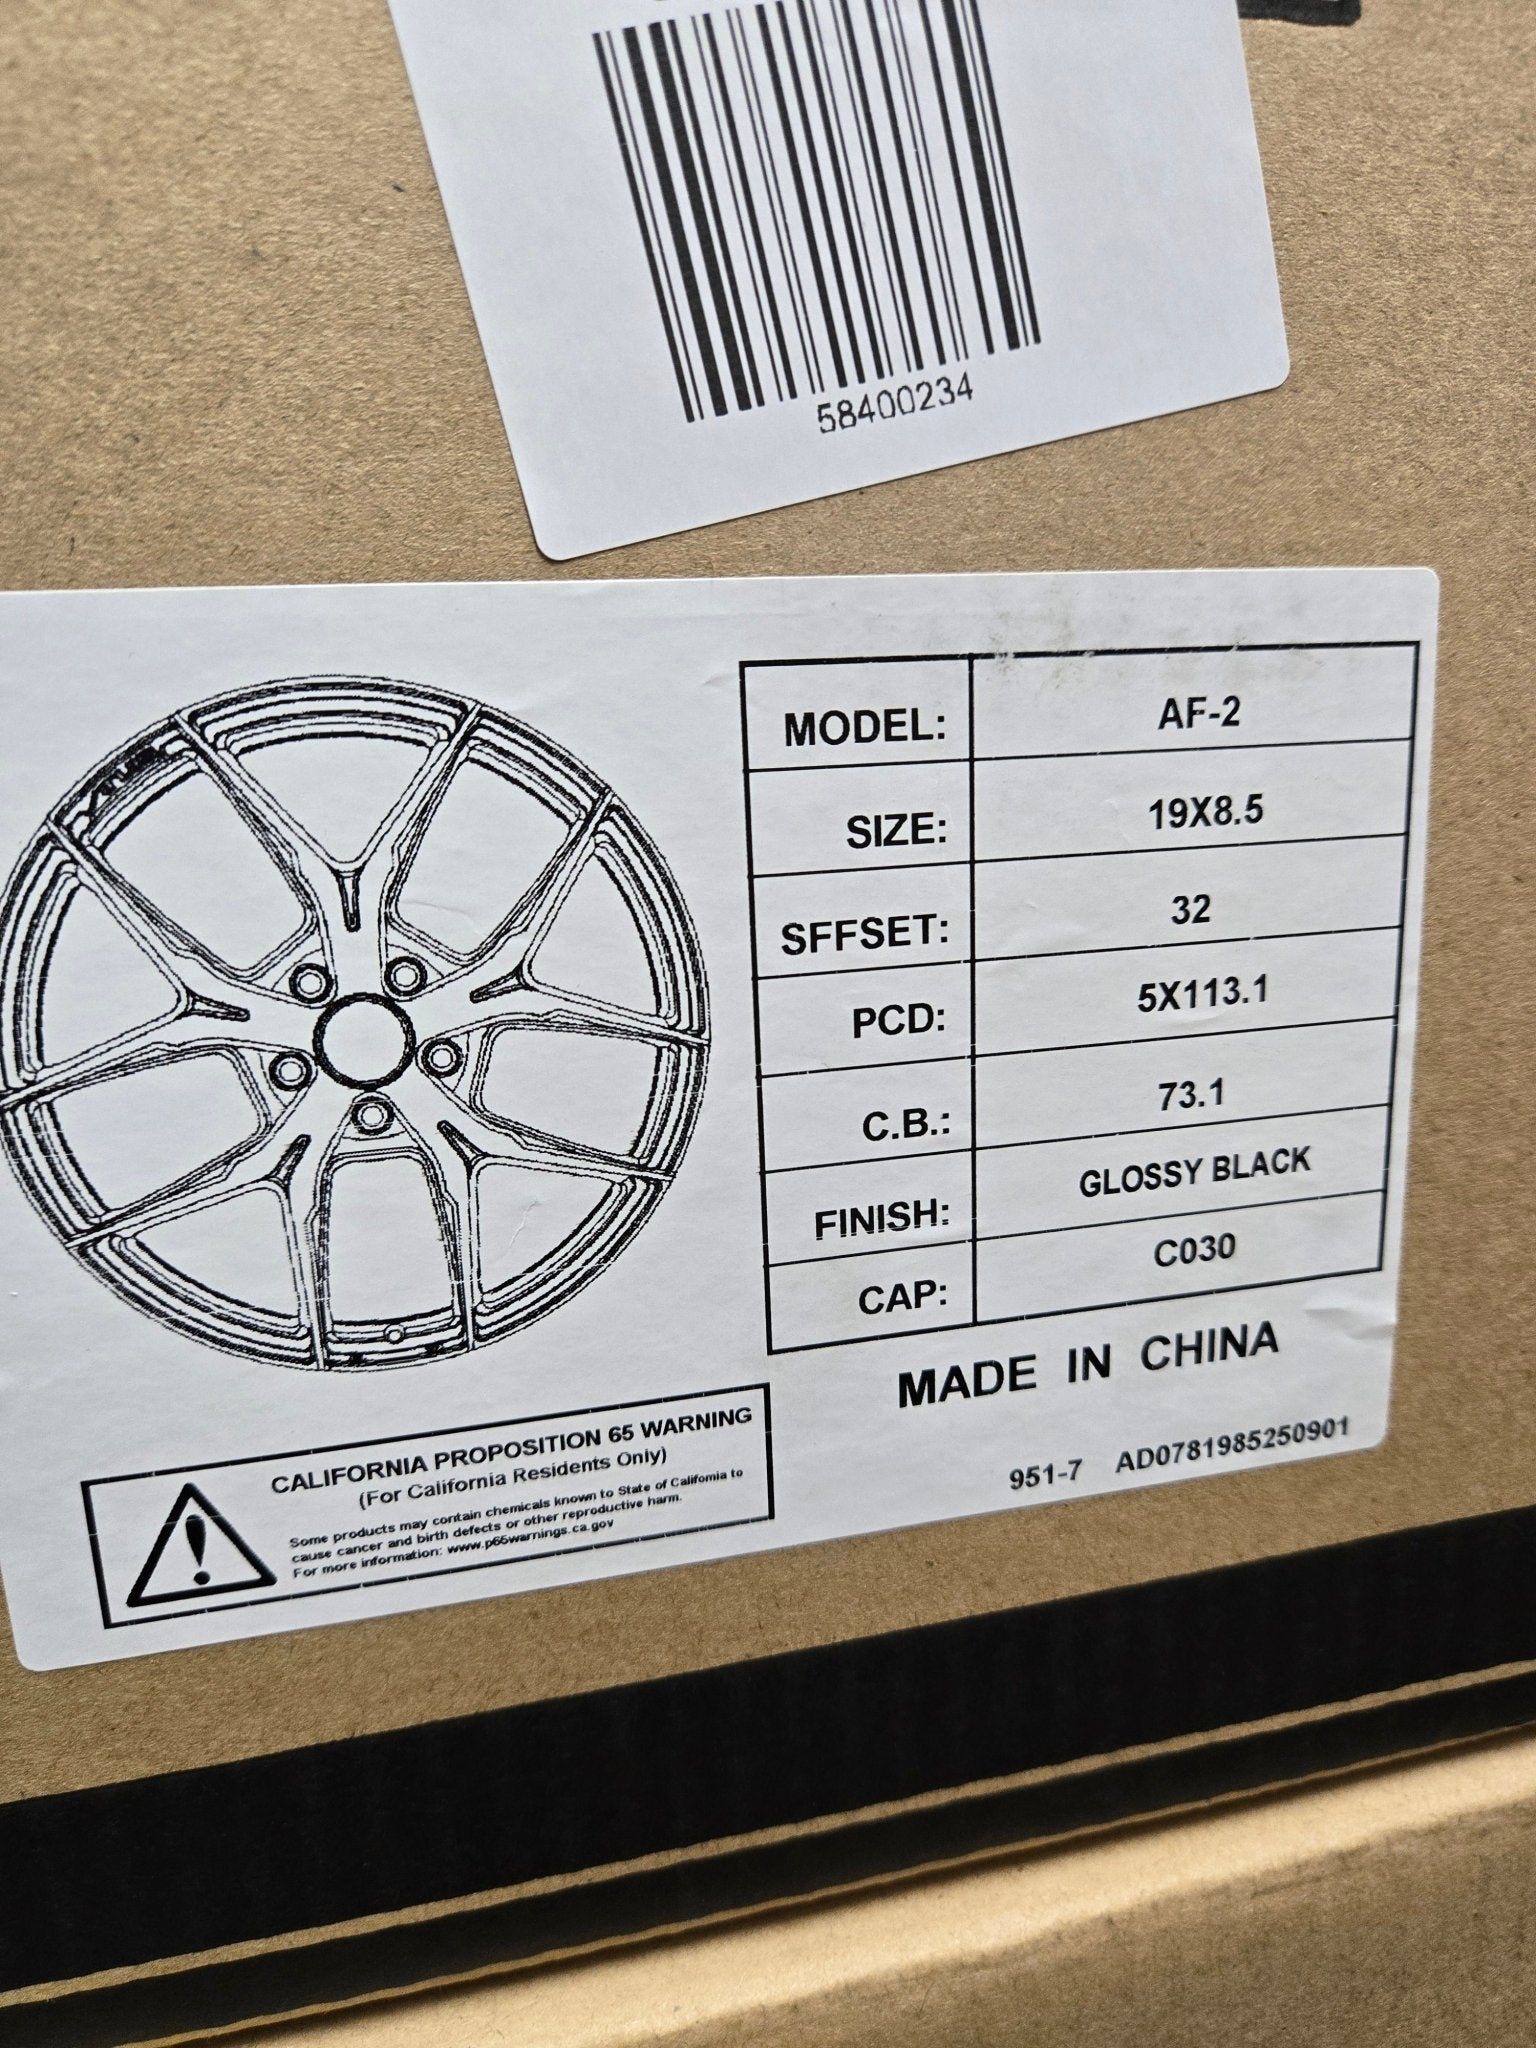 58400234
MODEL: AF-2
SIZE: 19X8.5
SFFSET: 32
PCD: 5X113.1
C.B.: 73.1
FINISH: GLOSSY BLACK
CAP: C030
MADE IN CHINA
951-7 AD0781985250901
CALIFORNIA PROPOSITION 65 WARNING
(For California Residents Only)
Some products may contain chemicals known to State of California to
cause cancer and birth defects or other reproductive harm.
For more information: www.p65warnings.ca.gov